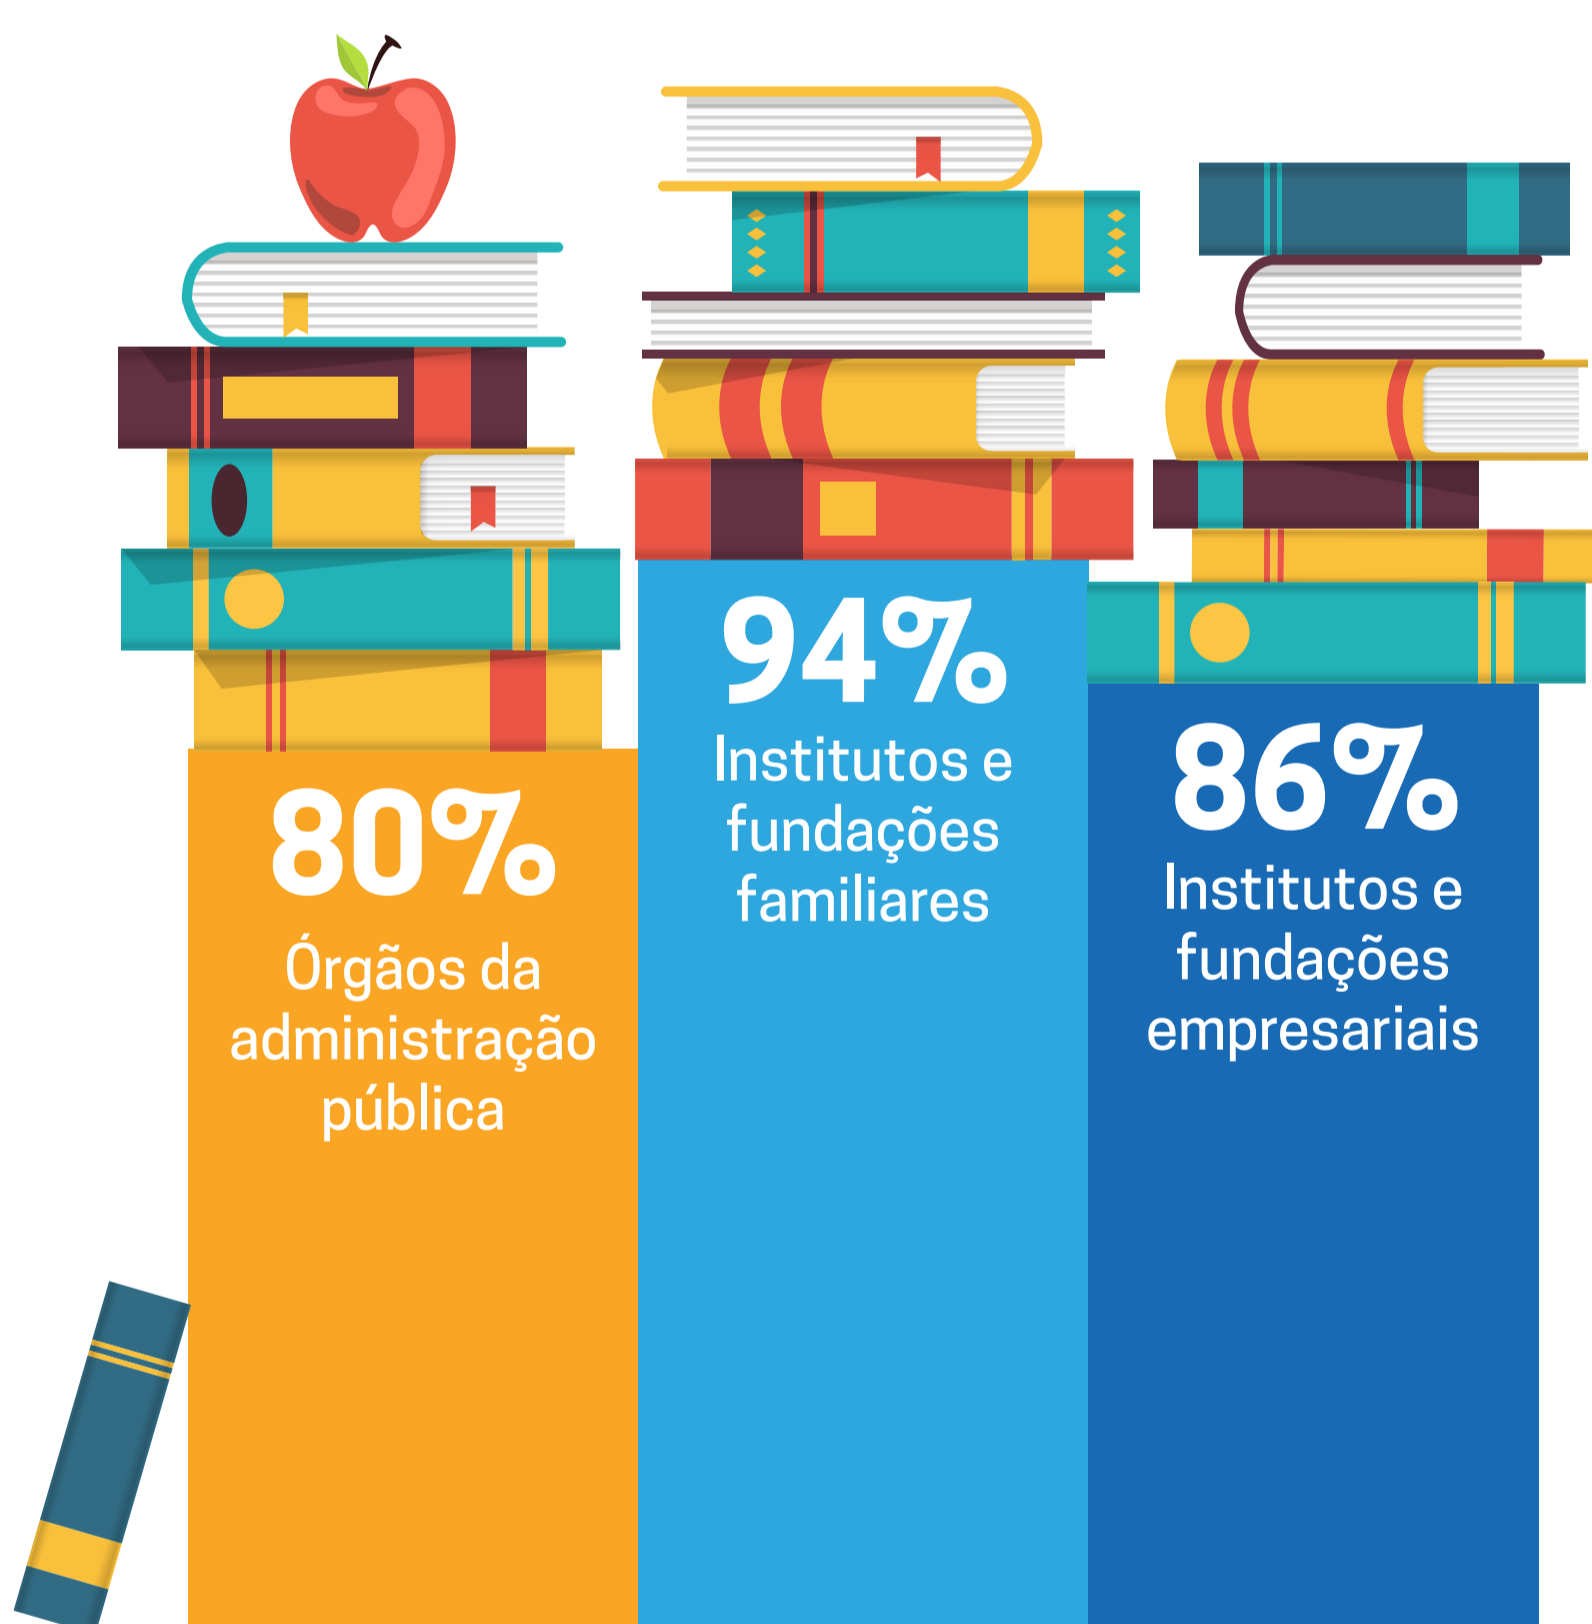 80%
Órgãos da
administração
pública
94%
Institutos e
fundações
familiares
86%
Institutos e
fundações
empresariais